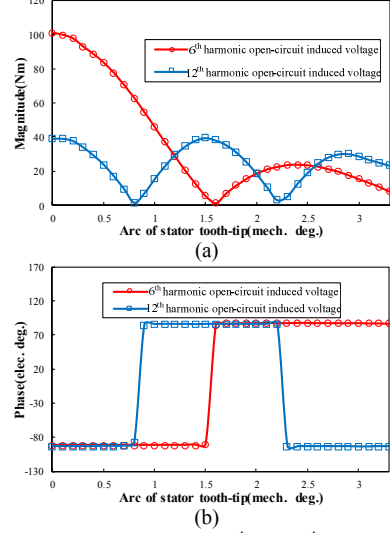 120
100
80
60
40
20
0
Magnitude(Nm)
6th harmonic open-circuit induced voltage
12th harmonic open-circuit induced voltage
0 0.5 1 1.5 2 2.5 3
Arc of stator tooth-tip(mech. deg.)
(a)
170
120
70
20
-30
-80
-130
Phase(elec. deg.)
6th harmonic open-circuit induced voltage
12th harmonic open-circuit induced voltage
0 0.5 1 1.5 2 2.5 3
Arc of stator tooth-tip(mech. deg.)
(b)